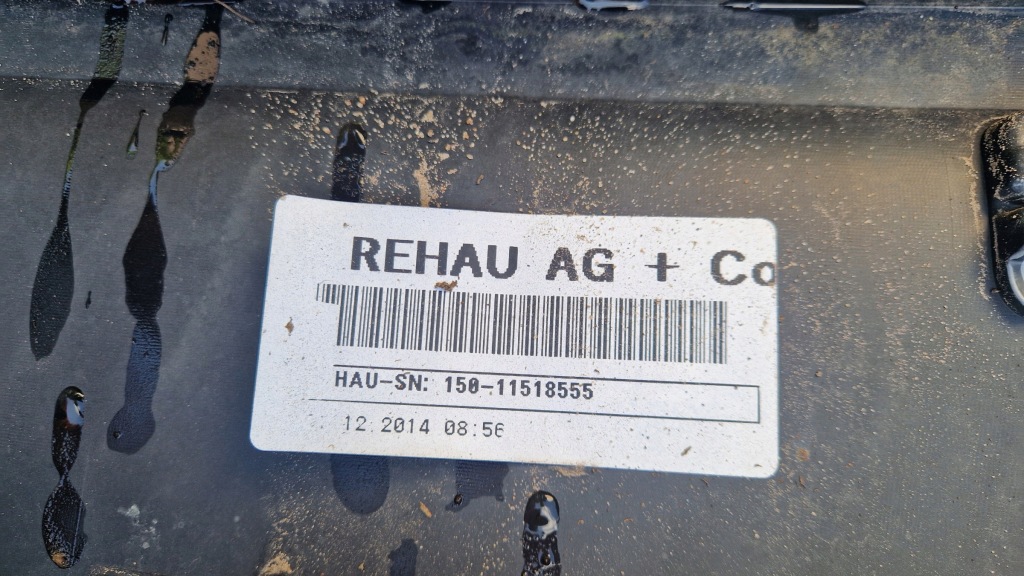 REHAU AG + Co
HAU-SN: 150-11518555
12.2014 08:56